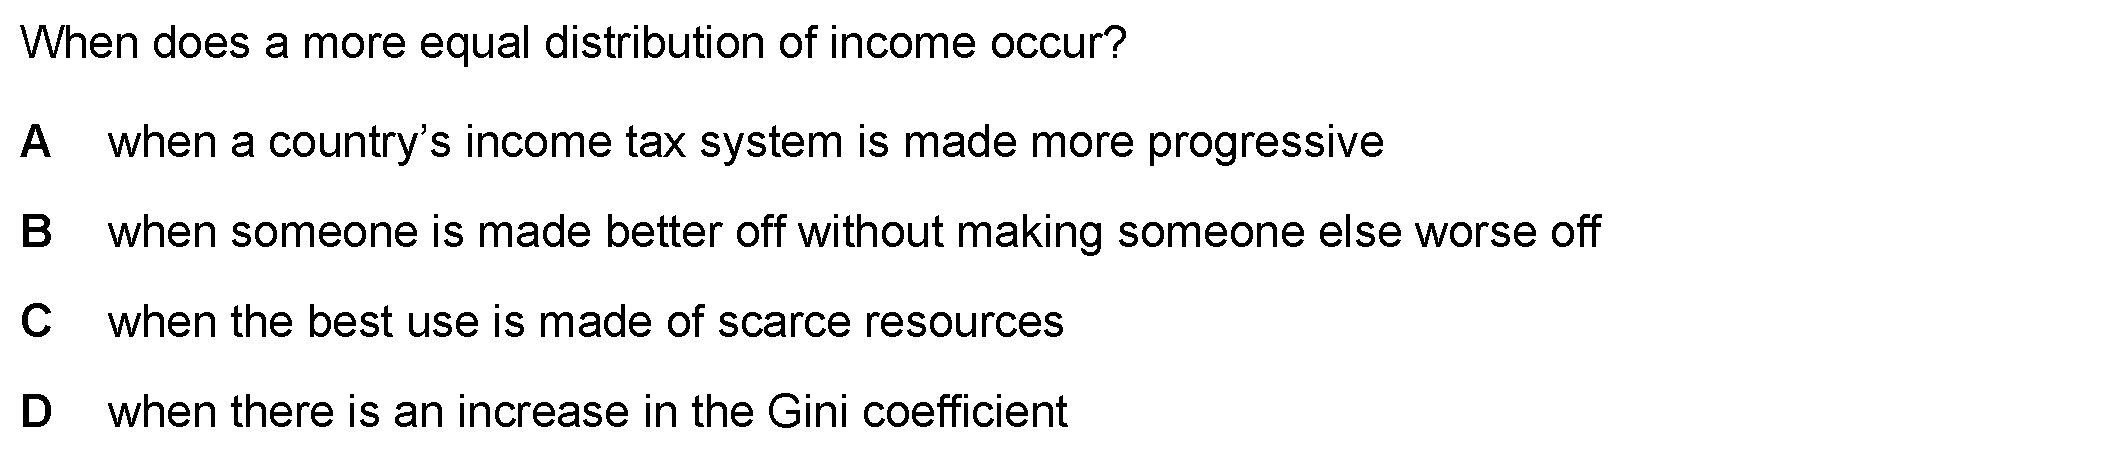 When does a more equal distribution of income occur?
A when a country’s income tax system is made more progressive
B when someone is made better off without making someone else worse off
C when the best use is made of scarce resources
D when there is an increase in the Gini coefficient